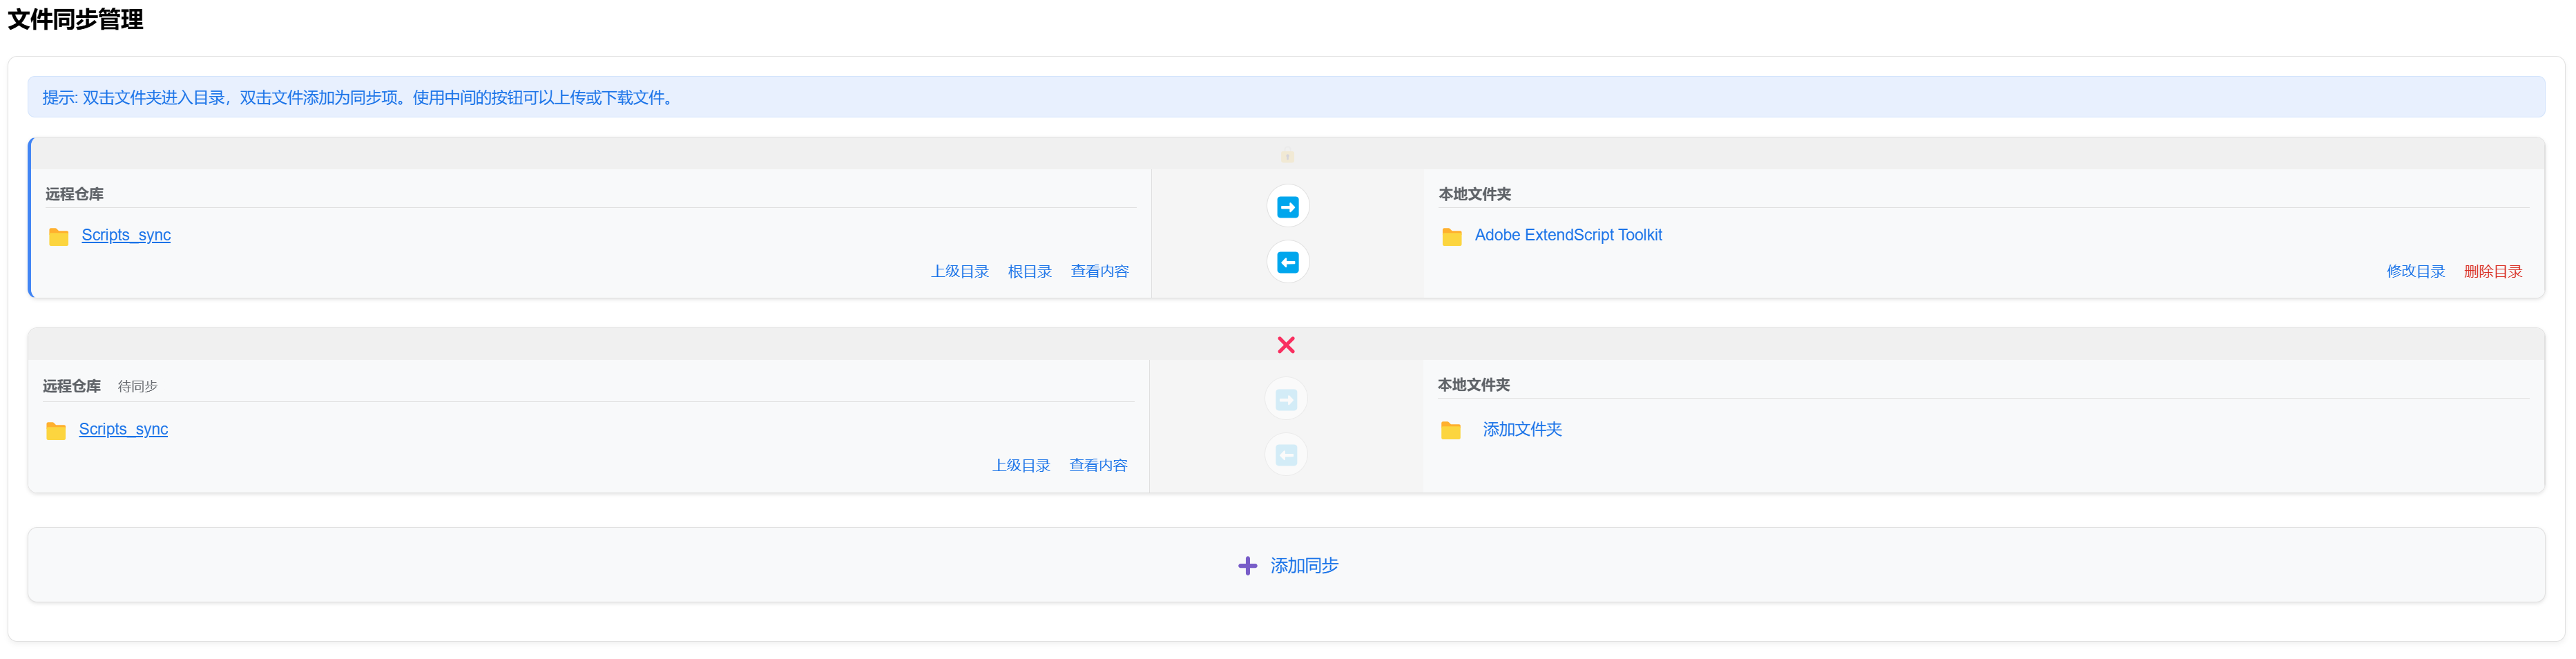 文件同步管理
提示: 双击文件夹进入目录，双击文件添加为同步项。使用中间的按钮可以上传或下载文件。
远程仓库
Scripts_sync
上级目录 根目录 查看内容
本地文件夹
Adobe ExtendScript Toolkit
修改目录 删除目录
远程仓库 待同步
Scripts_sync
上级目录 查看内容
本地文件夹
添加文件夹
添加同步